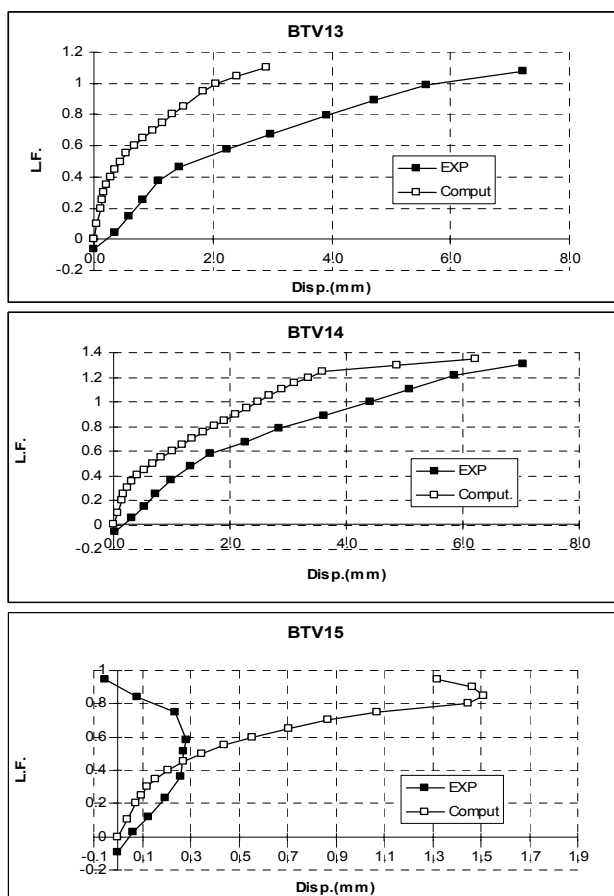 BTV13
1.2
1
0.8
0.6
0.4
0.2
0
-0.2
L.F.
EXP
Comput
0.0 2.0 4.0 6.0 8.0
Disp.(mm)
BTV14
1.4
1.2
1
0.8
0.6
0.4
0.2
0
-0.2
L.F.
EXP
Comput.
0.0 2.0 4.0 6.0 8.0
Disp.(mm)
BTV15
1
0.8
0.6
0.4
0.2
0
-0.2
L.F.
EXP
Comput
-0.1 0.1 0.3 0.5 0.7 0.9 1.1 1.3 1.5 1.7 1.9
Disp.(mm)